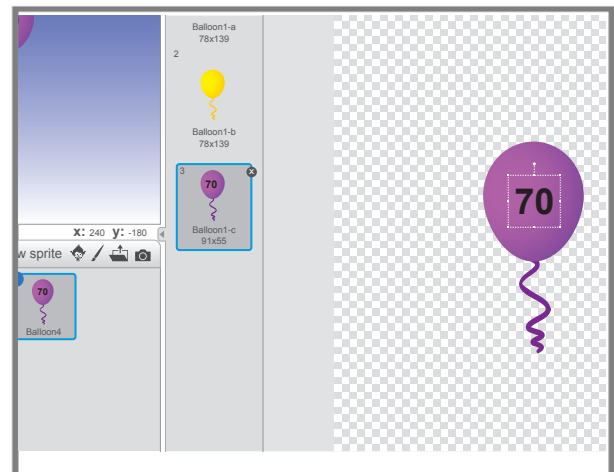 Balloon1-a
78x139
2
Balloon1-b
78x139
3
70
Balloon1-c
91x55
x: 240 y: -180
w sprite
70
Balloon4
70